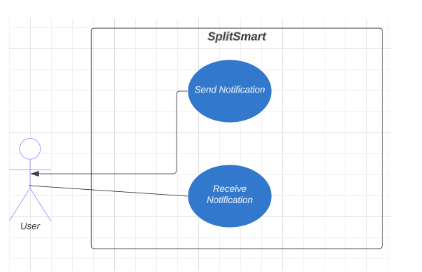 SplitSmart
Send Notification
Receive
Notification
User